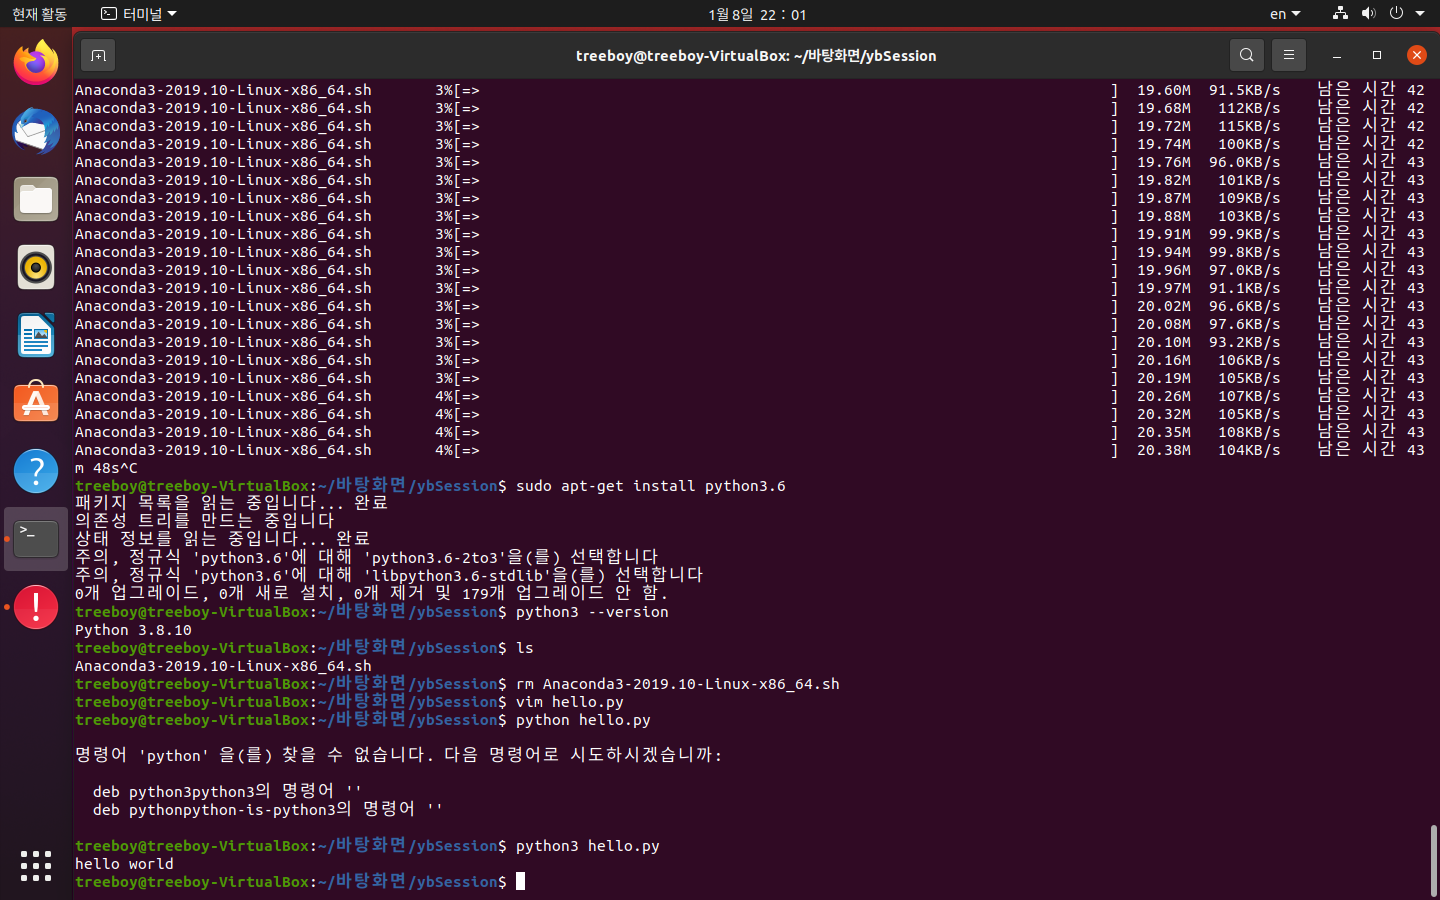 현재 활동 터미널 1월 8일 22 : 01 en
treeboy@treeboy-VirtualBox: ~/바탕화면/ybSession
Anaconda3-2019.10-Linux-x86_64.sh 3%[=> ] 19.60M 91.5KB/s 남은 시간 42
Anaconda3-2019.10-Linux-x86_64.sh 3%[=> ] 19.68M 112KB/s 남은 시간 42
Anaconda3-2019.10-Linux-x86_64.sh 3%[=> ] 19.72M 115KB/s 남은 시간 42
Anaconda3-2019.10-Linux-x86_64.sh 3%[=> ] 19.74M 100KB/s 남은 시간 42
Anaconda3-2019.10-Linux-x86_64.sh 3%[=> ] 19.76M 96.0KB/s 남은 시간 43
Anaconda3-2019.10-Linux-x86_64.sh 3%[=> ] 19.82M 101KB/s 남은 시간 43
Anaconda3-2019.10-Linux-x86_64.sh 3%[=> ] 19.87M 109KB/s 남은 시간 43
Anaconda3-2019.10-Linux-x86_64.sh 3%[=> ] 19.88M 103KB/s 남은 시간 43
Anaconda3-2019.10-Linux-x86_64.sh 3%[=> ] 19.91M 99.9KB/s 남은 시간 43
Anaconda3-2019.10-Linux-x86_64.sh 3%[=> ] 19.94M 99.8KB/s 남은 시간 43
Anaconda3-2019.10-Linux-x86_64.sh 3%[=> ] 19.96M 97.0KB/s 남은 시간 43
Anaconda3-2019.10-Linux-x86_64.sh 3%[=> ] 19.97M 91.1KB/s 남은 시간 43
Anaconda3-2019.10-Linux-x86_64.sh 3%[=> ] 20.02M 96.6KB/s 남은 시간 43
Anaconda3-2019.10-Linux-x86_64.sh 3%[=> ] 20.08M 97.6KB/s 남은 시간 43
Anaconda3-2019.10-Linux-x86_64.sh 3%[=> ] 20.10M 93.2KB/s 남은 시간 43
Anaconda3-2019.10-Linux-x86_64.sh 3%[=> ] 20.16M 106KB/s 남은 시간 43
Anaconda3-2019.10-Linux-x86_64.sh 3%[=> ] 20.19M 105KB/s 남은 시간 43
Anaconda3-2019.10-Linux-x86_64.sh 4%[=> ] 20.26M 107KB/s 남은 시간 43
Anaconda3-2019.10-Linux-x86_64.sh 4%[=> ] 20.32M 105KB/s 남은 시간 43
Anaconda3-2019.10-Linux-x86_64.sh 4%[=> ] 20.35M 108KB/s 남은 시간 43
Anaconda3-2019.10-Linux-x86_64.sh 4%[=> ] 20.38M 104KB/s 남은 시간 43
m 48s^C
treeboy@treeboy-VirtualBox:~/바탕화면/ybSession$ sudo apt-get install python3.6
패키지 목록을 읽는 중입니다... 완료
의존성 트리를 만드는 중입니다
상태 정보를 읽는 중입니다... 완료
주의, 정규식 'python3.6'에 대해 'python3.6-2to3'을(를) 선택합니다
주의, 정규식 'python3.6'에 대해 'libpython3.6-stdlib'을(를) 선택합니다
0개 업그레이드, 0개 새로 설치, 0개 제거 및 179개 업그레이드 안 함.
treeboy@treeboy-VirtualBox:~/바탕화면/ybSession$ python3 --version
Python 3.8.10
treeboy@treeboy-VirtualBox:~/바탕화면/ybSession$ ls
Anaconda3-2019.10-Linux-x86_64.sh
treeboy@treeboy-VirtualBox:~/바탕화면/ybSession$ rm Anaconda3-2019.10-Linux-x86_64.sh
treeboy@treeboy-VirtualBox:~/바탕화면/ybSession$ vim hello.py
treeboy@treeboy-VirtualBox:~/바탕화면/ybSession$ python hello.py
명령어 'python' 을(를) 찾을 수 없습니다. 다음 명령어로 시도하시겠습니까:
deb python3python3의 명령어 ''
deb pythonpython-is-python3의 명령어 ''
treeboy@treeboy-VirtualBox:~/바탕화면/ybSession$ python3 hello.py
hello world
treeboy@treeboy-VirtualBox:~/바탕화면/ybSession$